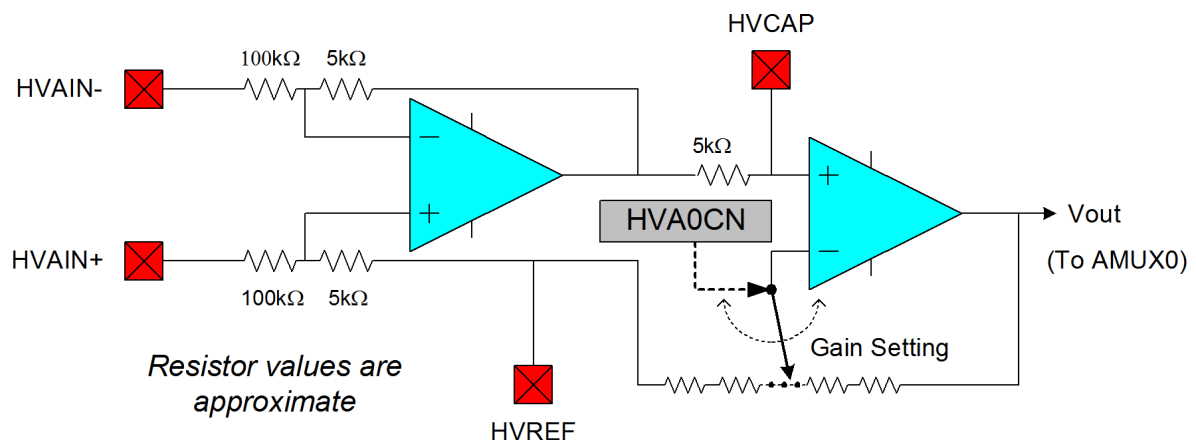 HVCAP
100kΩ
5kΩ
HVAIN-
−
5kΩ
+
HVA0CN
Vout
(To AMUX0)
+
−
HVAIN+
100kΩ
5kΩ
Gain Setting
Resistor values are
approximate
HVREF